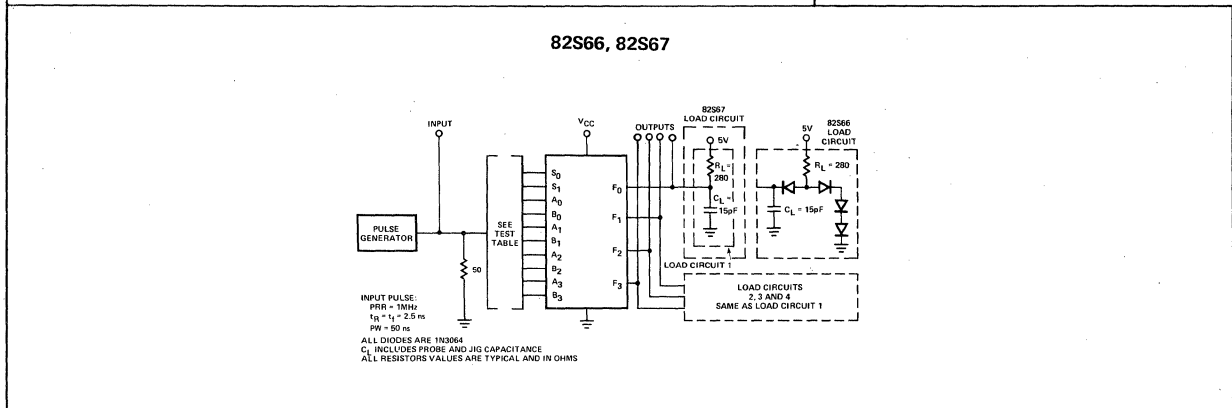 82S66, 82S67
INPUT
VCC
OUTPUTS
82S67
LOAD CIRCUIT
5V
RL =
280
CL =
15pF
LOAD CIRCUIT 1
5V
82S66
LOAD
CIRCUIT
RL = 280
CL = 15pF
PULSE
GENERATOR
50
SEE
TEST
TABLE
S0
S1
A0
B0
A1
B1
A2
B2
A3
B3
F0
F1
F2
F3
LOAD CIRCUITS
2, 3 AND 4
SAME AS LOAD CIRCUIT 1
INPUT PULSE:
PRR = 1MHz
tR = tf = 2.5 ns
PW = 50 ns
ALL DIODES ARE 1N3064
CL INCLUDES PROBE AND JIG CAPACITANCE
ALL RESISTORS VALUES ARE TYPICAL AND IN OHMS